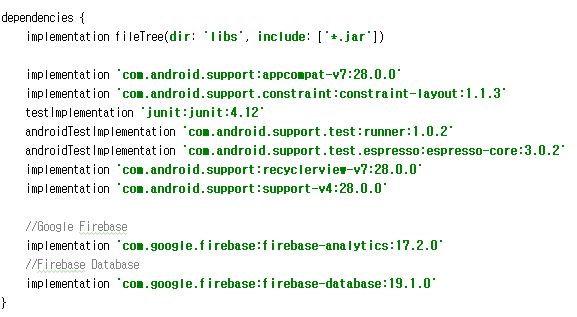 dependencies {
implementation fileTree(dir: 'libs', include: ['*.jar'])
implementation 'com.android.support:appcompat-v7:28.0.0'
implementation 'com.android.support.constraint:constraint-layout:1.1.3'
testImplementation 'junit:junit:4.12'
androidTestImplementation 'com.android.support.test:runner:1.0.2'
androidTestImplementation 'com.android.support.test.espresso:espresso-core:3.0.2'
implementation 'com.android.support:recyclerview-v7:28.0.0'
implementation 'com.android.support:support-v4:28.0.0'
//Google Firebase
implementation 'com.google.firebase:firebase-analytics:17.2.0'
//Firebase Database
implementation 'com.google.firebase:firebase-database:19.1.0'
}